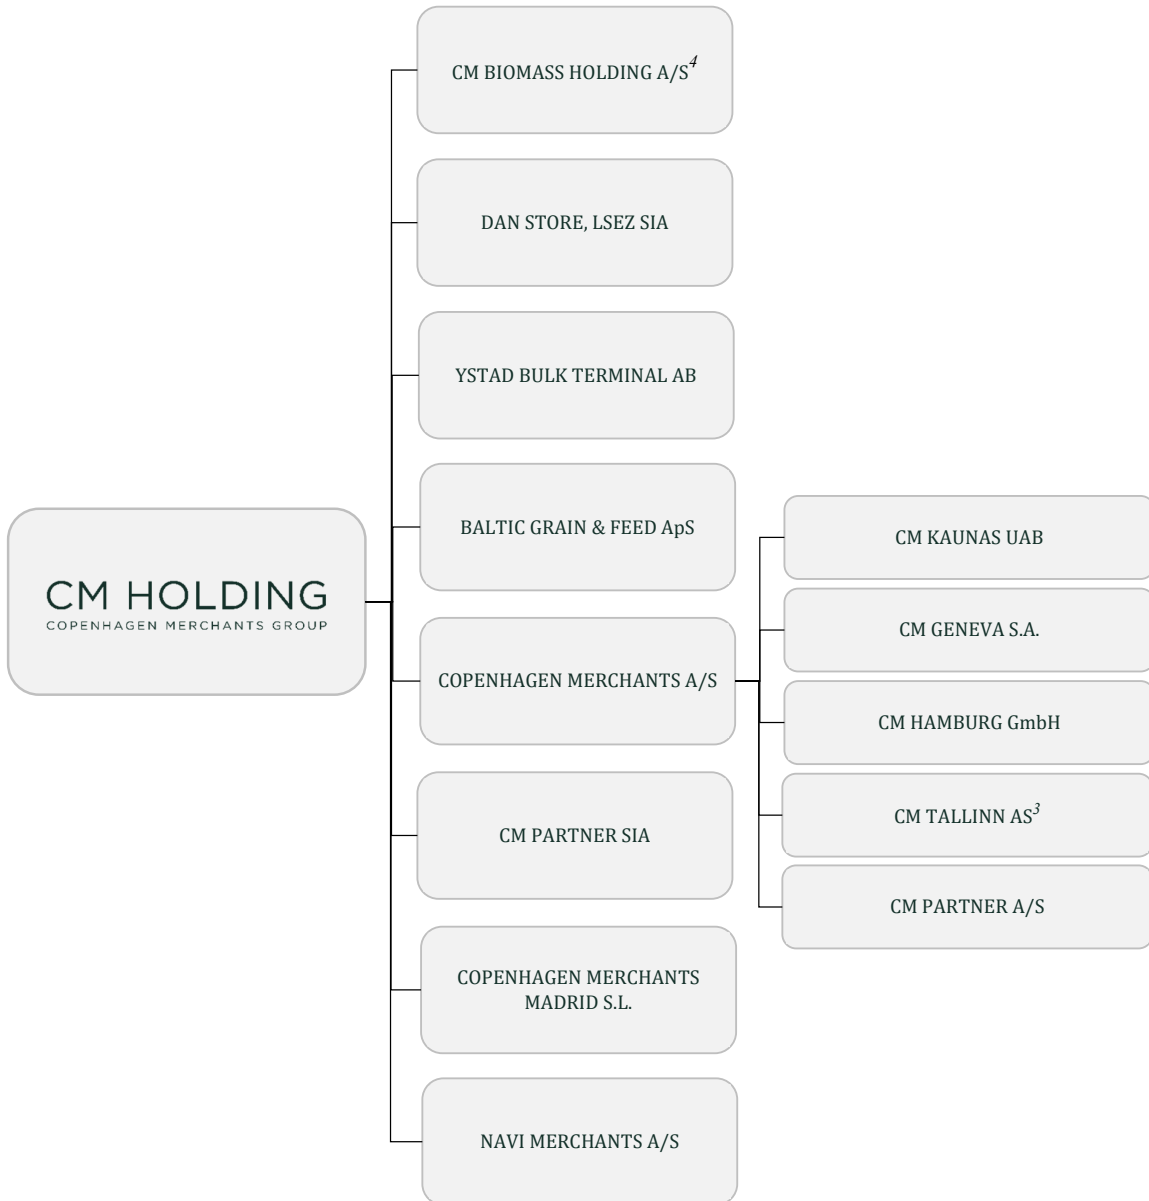 CM BIOMASS HOLDING A/S⁴
DAN STORE, LSEZ SIA
YSTAD BULK TERMINAL AB
BALTIC GRAIN & FEED ApS
CM HOLDING
COPENHAGEN MERCHANTS GROUP
COPENHAGEN MERCHANTS A/S
CM PARTNER SIA
COPENHAGEN MERCHANTS
MADRID S.L.
NAVI MERCHANTS A/S
CM KAUNAS UAB
CM GENEVA S.A.
CM HAMBURG GmbH
CM TALLINN AS³
CM PARTNER A/S